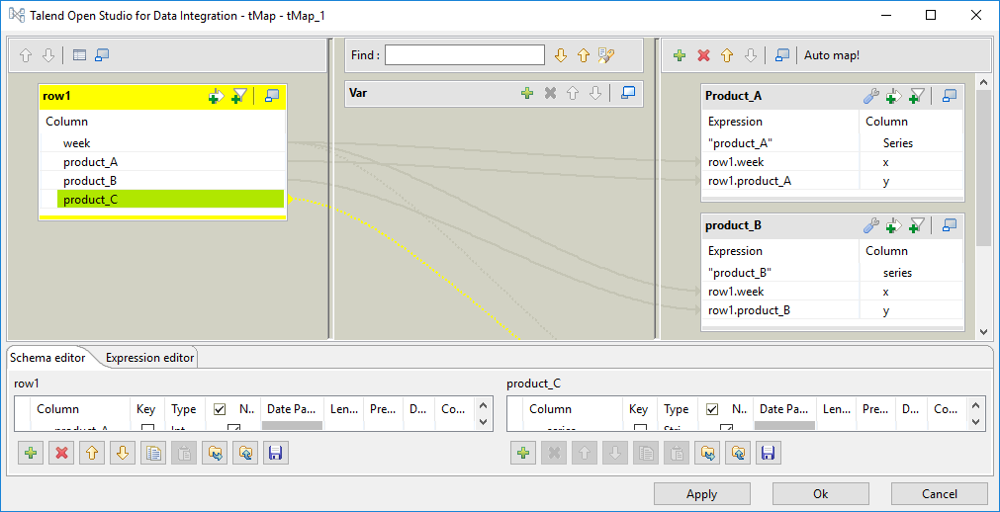 Talend Open Studio for Data Integration - tMap - tMap_1
Find :
Auto map!
row1
Column
week
product_A
product_B
product_C
Var
Product_A
Expression Column
"product_A" Series
row1.week x
row1.product_A y
product_B
Expression Column
"product_B" series
row1.week x
row1.product_B y
Schema editor Expression editor
row1
Column Key Type N.. Date Pa... Len... Pre... D... Co...
product_A Int
product_C
Column Key Type N.. Date Pa... Len... Pre... D... Co...
series Stri
Apply Ok Cancel